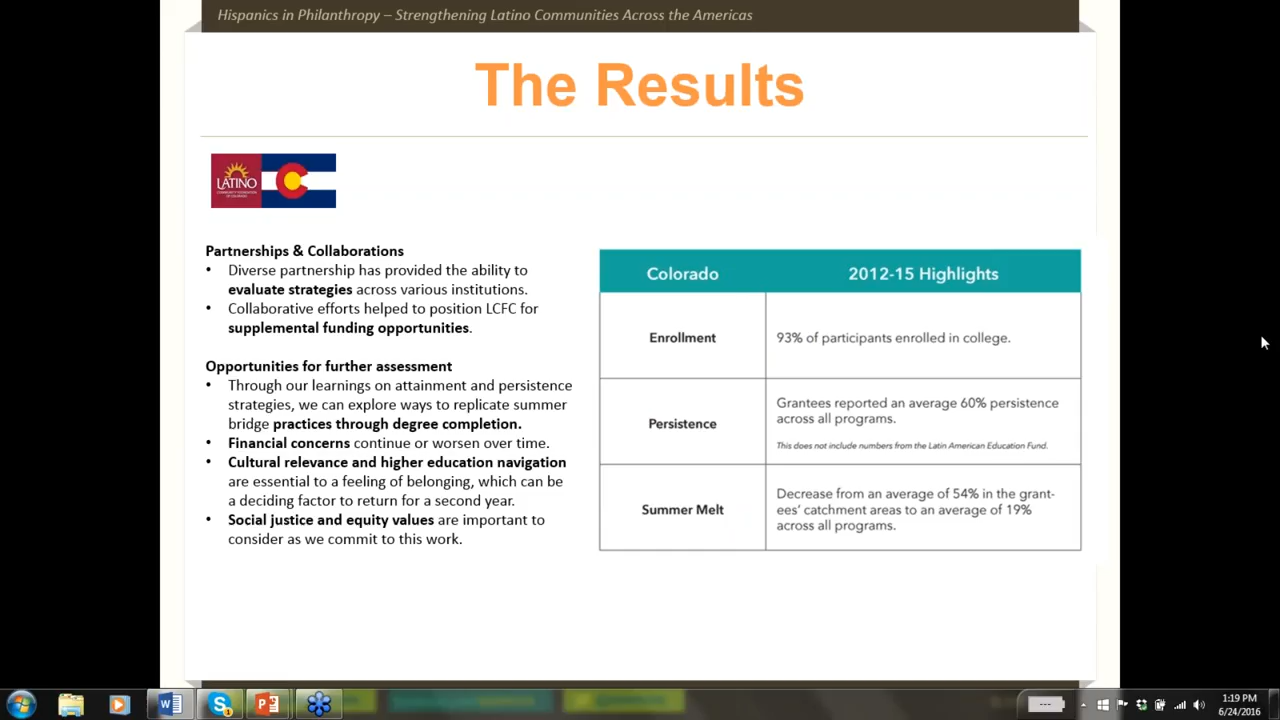 Hispanics in Philanthropy – Strengthening Latino Communities Across the Americas
The Results
LATINO
Partnerships & Collaborations
• Diverse partnership has provided the ability to
evaluate strategies across various institutions.
• Collaborative efforts helped to position LCFC for
supplemental funding opportunities.
Opportunities for further assessment
• Through our learnings on attainment and persistence
strategies, we can explore ways to replicate summer
bridge practices through degree completion.
• Financial concerns continue or worsen over time.
• Cultural relevance and higher education navigation
are essential to a feeling of belonging, which can be
a deciding factor to return for a second year.
• Social justice and equity values are important to
consider as we commit to this work.
Colorado
2012-15 Highlights
Enrollment
93% of participants enrolled in college.
Persistence
Grantees reported an average 60% persistence
across all programs.
This does not include numbers from the Latin American Education Fund.
Summer Melt
Decrease from an average of 54% in the grant-
ees' catchment areas to an average of 19%
across all programs.
1:19 PM
6/24/2016